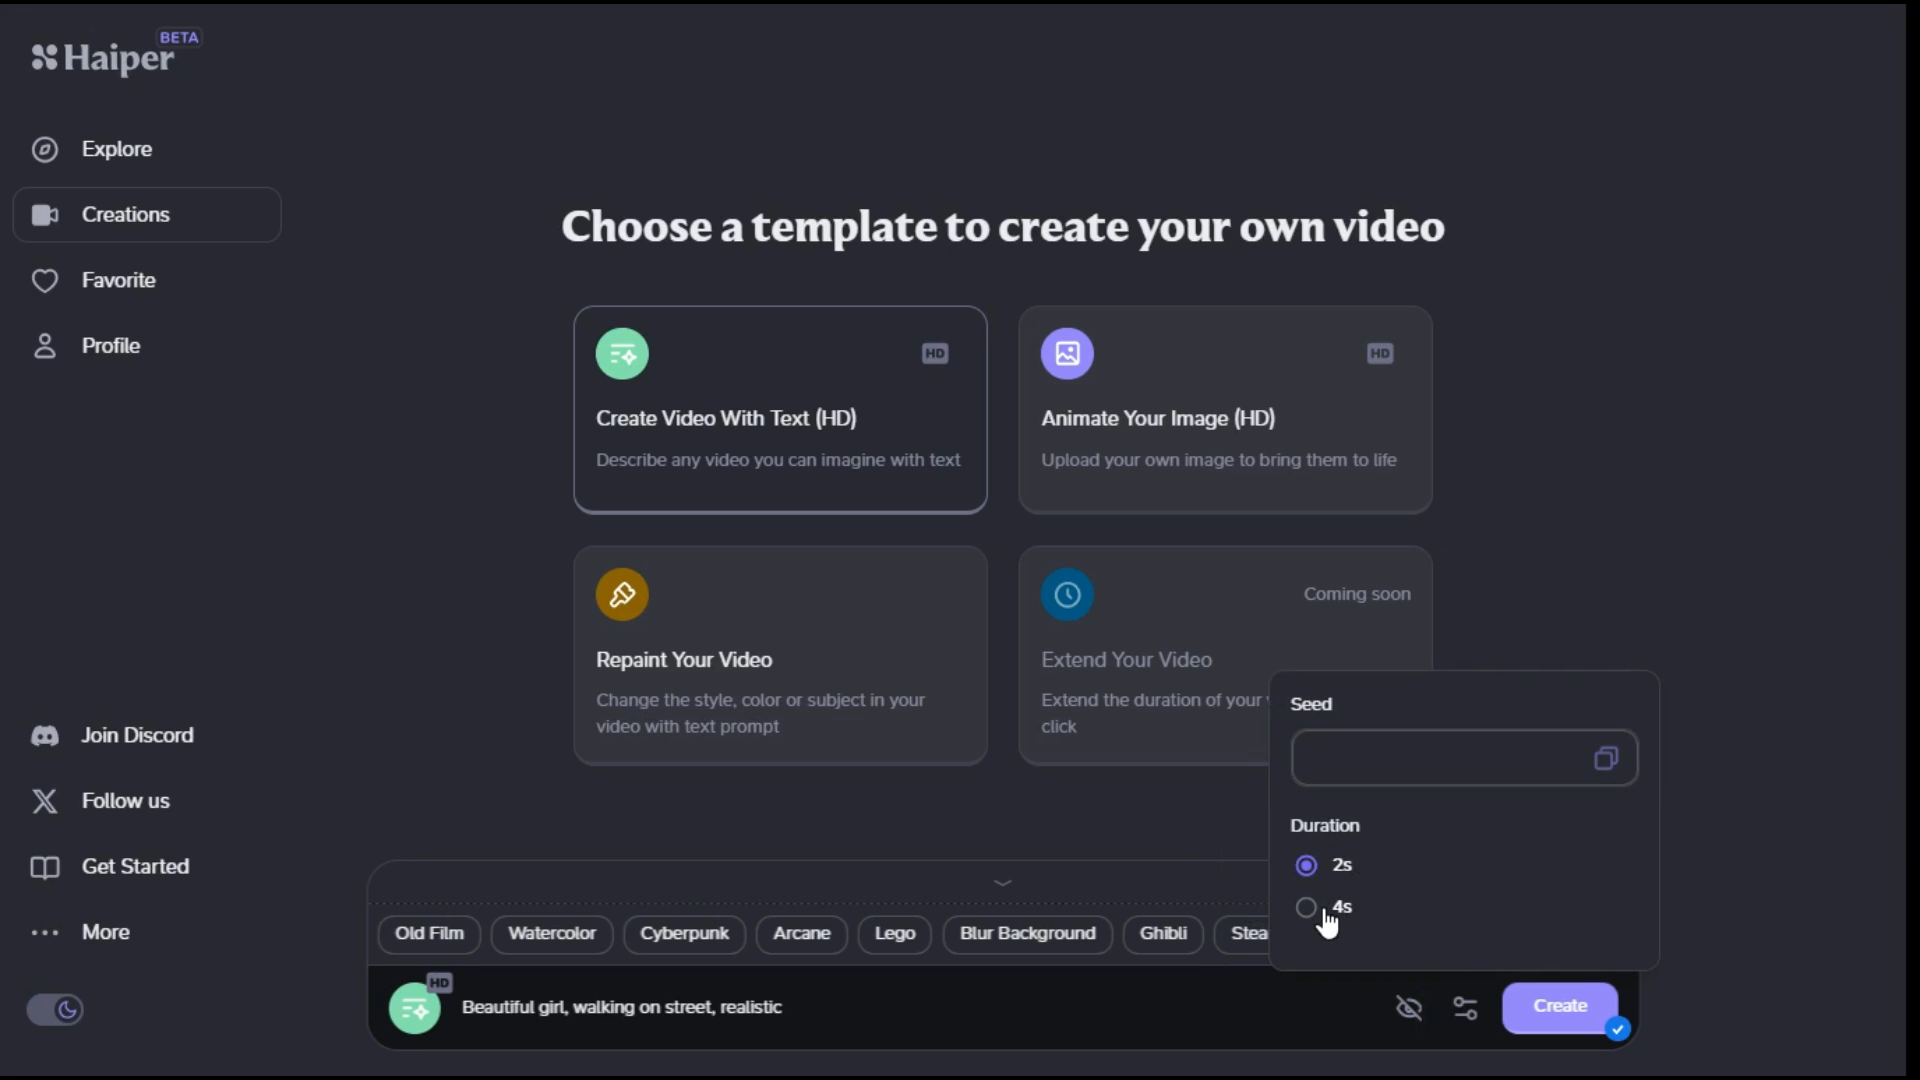 Haiper BETA
Explore
Creations
Favorite
Profile
Join Discord
Follow us
Get Started
More
Choose a template to create your own video
HD
Create Video With Text (HD)
Describe any video you can imagine with text
HD
Animate Your Image (HD)
Upload your own image to bring them to life
Repaint Your Video
Change the style, color or subject in your
video with text prompt
Coming soon
Extend Your Video
Extend the duration of your
click
Seed
Duration
2s
4s
Old Film
Watercolor
Cyberpunk
Arcane
Lego
Blur Background
Ghibli
Stea
HD
Beautiful girl, walking on street, realistic
Create